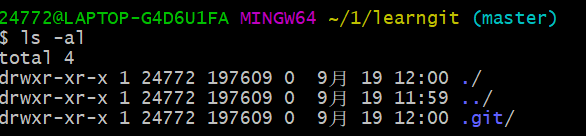 24772@LAPTOP-G4D6U1FA MINGW64 ~/1/learngit (master)
$ ls -al
total 4
drwxr-xr-x 1 24772 197609 0  9月 19 12:00 ./
drwxr-xr-x 1 24772 197609 0  9月 19 11:59 ../
drwxr-xr-x 1 24772 197609 0  9月 19 12:00 .git/